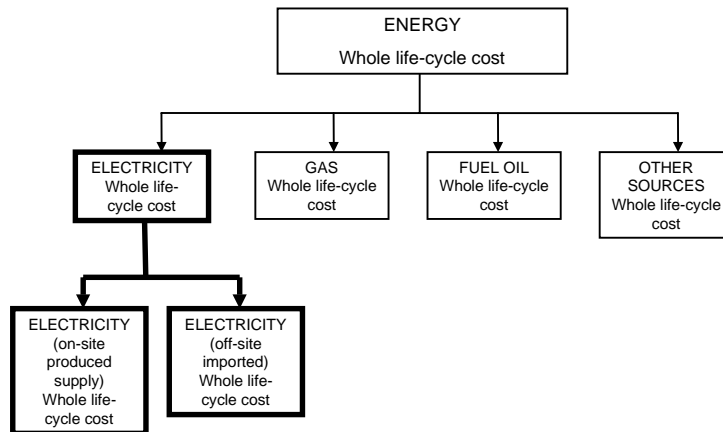 ENERGY
Whole life-cycle cost
ELECTRICITY
Whole life-
cycle cost
GAS
Whole life-cycle
cost
FUEL OIL
Whole life-cycle
cost
OTHER
SOURCES
Whole life-cycle
cost
ELECTRICITY
(on-site
produced
supply)
Whole life-
cycle cost
ELECTRICITY
(off-site
imported)
Whole life-
cycle cost